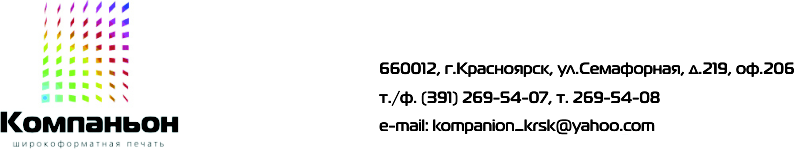 Компаньон
широкоформатная печать
660012, г.Красноярск, ул.Семафорная, д.219, оф.206
т./ф. (391) 269-54-07, т. 269-54-08
e-mail: kompanion_krsk@yahoo.com